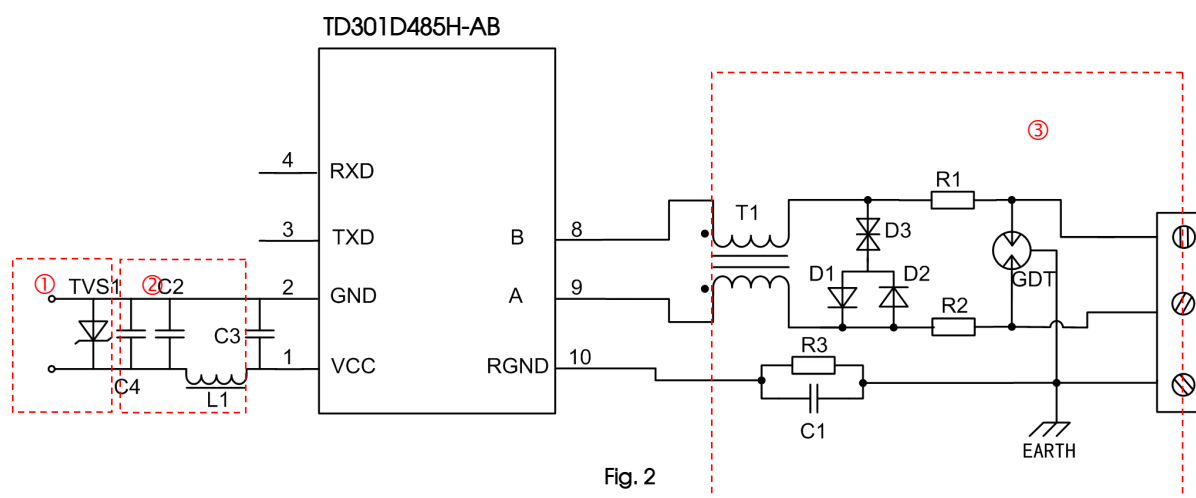 TD301D485H-AB
③
4
RXD
R1
T1
3
TXD
B
8
D3
①
TVS1
②
C2
D1
D2
GDT
2
GND
A
9
R2
C3
1
VCC
RGND
10
R3
C4
L1
C1
EARTH
Fig. 2